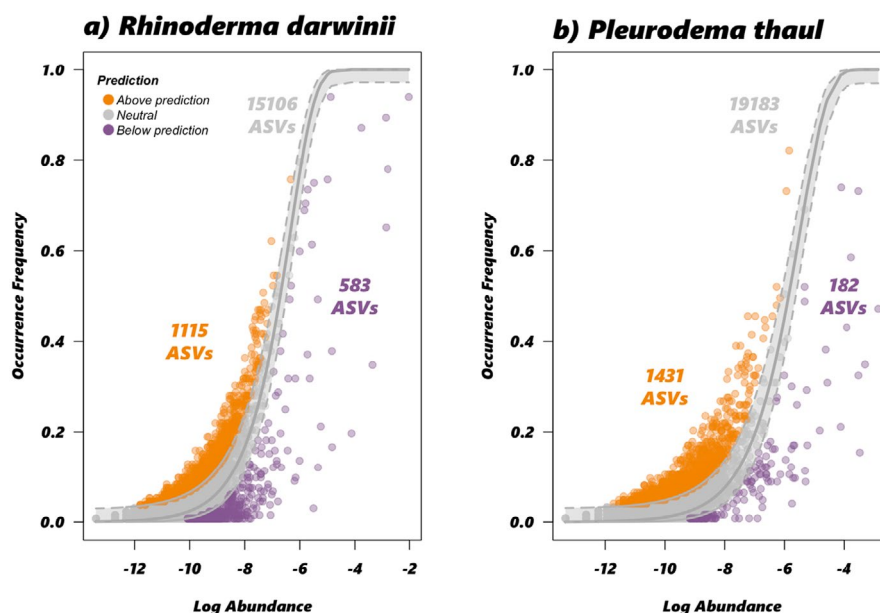 a) Rhinoderma darwinii
Occurrence Frequency
1.0
0.8
0.6
0.4
0.2
0.0
Prediction
Above prediction
Neutral
Below prediction
15106
ASVs
583
ASVs
1115
ASVs
-12
-10
-8
-6
-4
-2
Log Abundance
b) Pleurodema thaul
Occurrence Frequency
1.0
0.8
0.6
0.4
0.2
0.0
19183
ASVs
182
ASVs
1431
ASVs
-12
-10
-8
-6
-4
Log Abundance